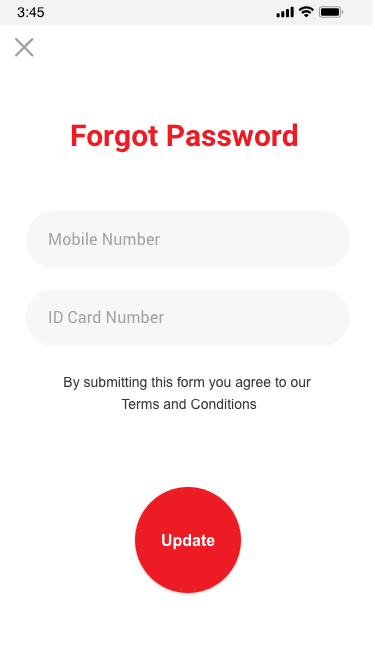 3:45
Forgot Password
Mobile Number
ID Card Number
By submitting this form you agree to our
Terms and Conditions
Update